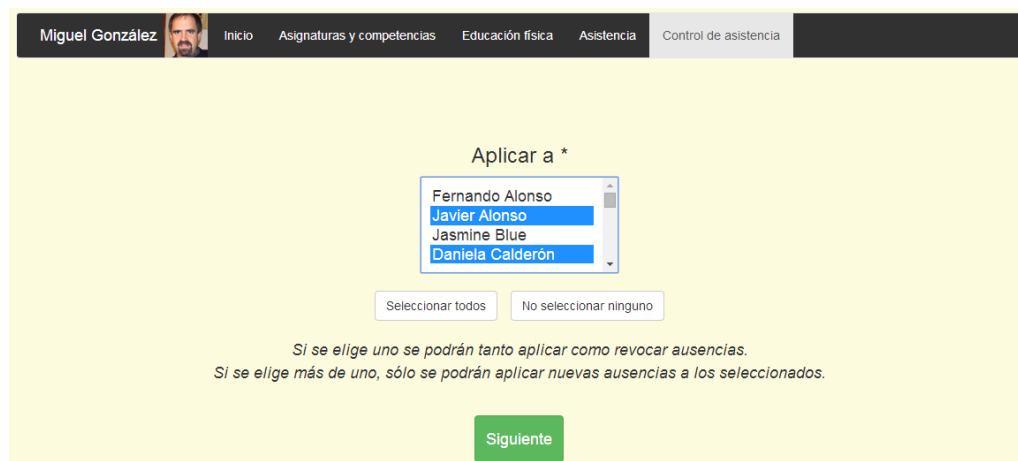 Miguel González Inicio Asignaturas y competencias Educación física Asistencia Control de asistencia
Aplicar a *
Fernando Alonso
Javier Alonso
Jasmine Blue
Daniela Calderón
Seleccionar todos No seleccionar ninguno
Si se elige uno se podrán tanto aplicar como revocar ausencias.
Si se elige más de uno, sólo se podrán aplicar nuevas ausencias a los seleccionados.
Siguiente